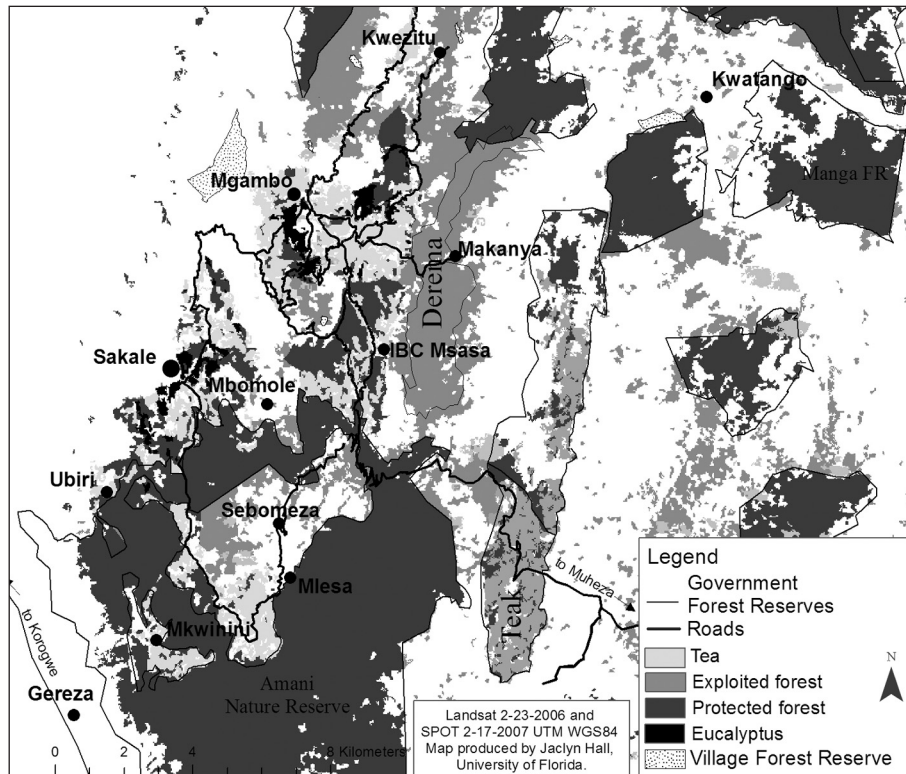 Kwezitu
Kwatango
Manga FR
Mgambo
Makanya
Derema
IBC Msasa
Sakale
Mbomole
Ubiri
Sebomeza
Mlesa
to Muheza
Teak
Mkwinini
to Korogwe
Gereza
Amani
Nature Reserve
0 2 4 8 Kilometers
Landsat 2-23-2006 and
SPOT 2-17-2007 UTM WGS84
Map produced by Jaclyn Hall,
University of Florida.
Legend
Government
Forest Reserves
Roads
Tea
Exploited forest
Protected forest
Eucalyptus
Village Forest Reserve
N